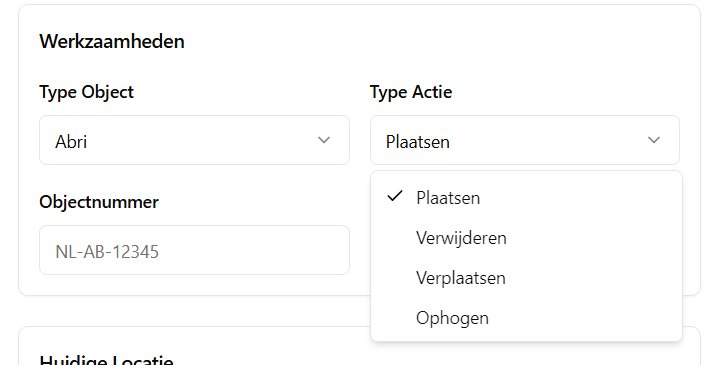 Werkzaamheden
Type Object
Type Actie
Abri
Plaatsen
Objectnummer
NL-AB-12345
Plaatsen
Verwijderen
Verplaatsen
Ophogen
Huidige Locatie